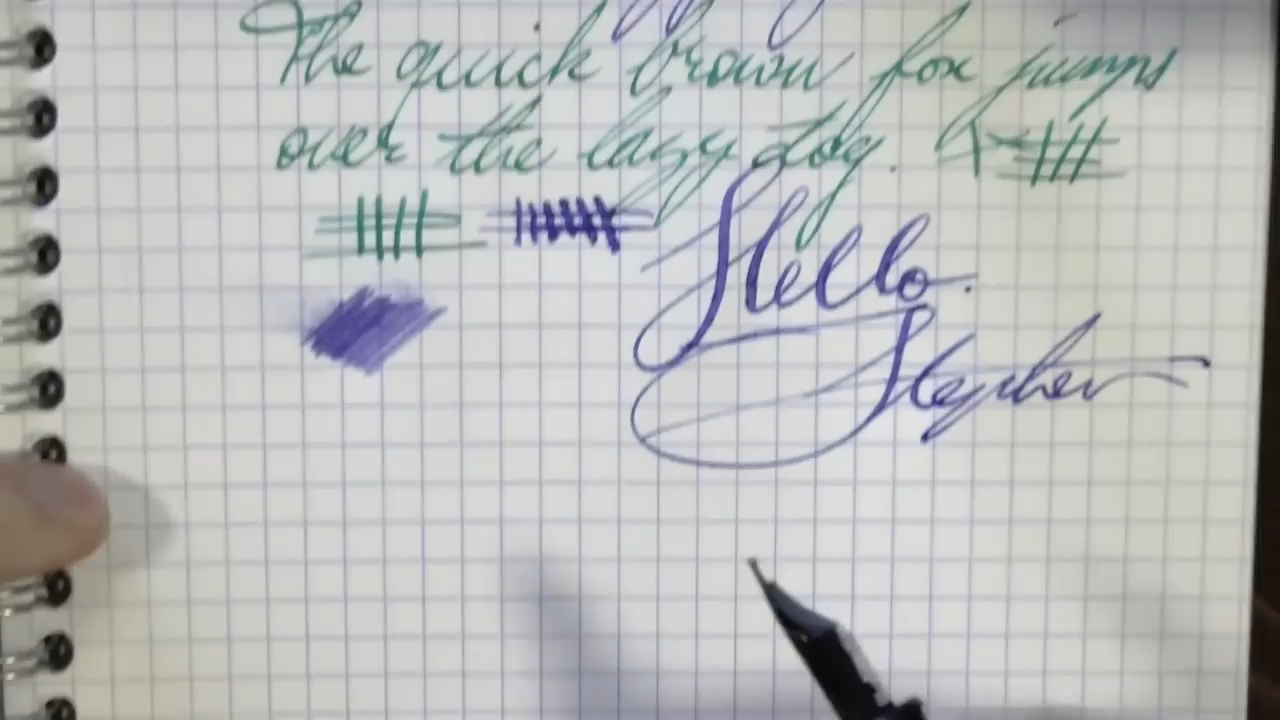 The quick brown fox jumps
over the lazy dog.
Hello.
Stephen